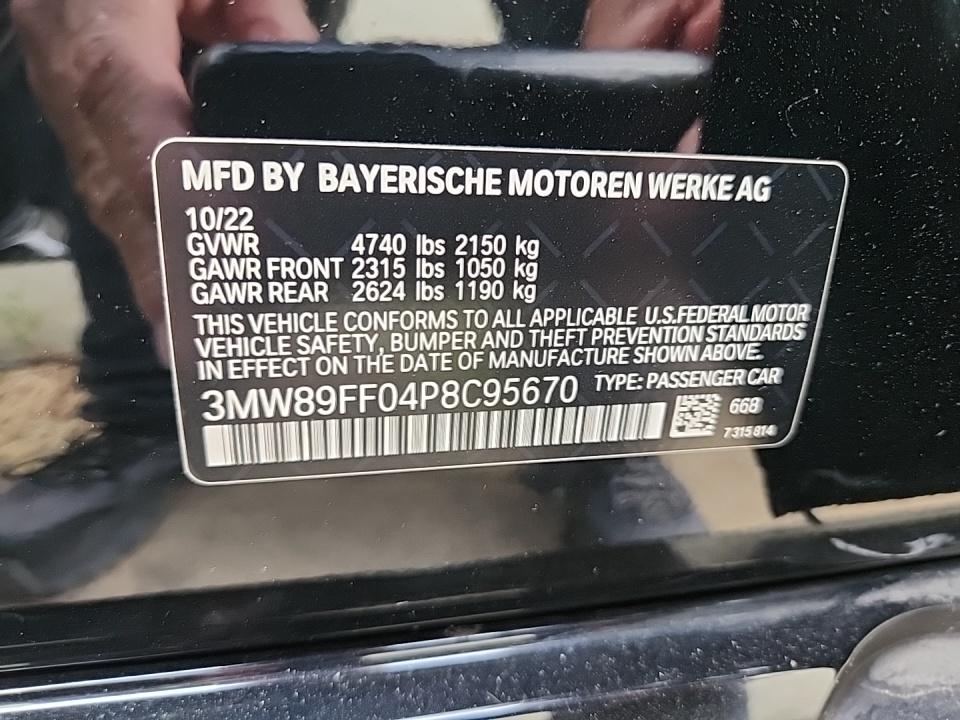 MFD BY BAYERISCHE MOTOREN WERKE AG
10/22
GVWR 4740 lbs 2150 kg
GAWR FRONT 2315 lbs 1050 kg
GAWR REAR 2624 lbs 1190 kg
THIS VEHICLE CONFORMS TO ALL APPLICABLE U.S.FEDERAL MOTOR
VEHICLE SAFETY, BUMPER AND THEFT PREVENTION STANDARDS
IN EFFECT ON THE DATE OF MANUFACTURE SHOWN ABOVE.
3MW89FF04P8C95670 TYPE: PASSENGER CAR
668
7315814